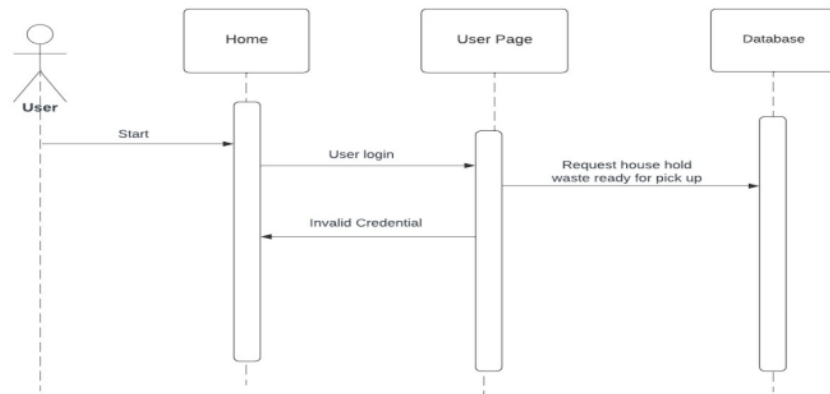 Home
User Page
Database
User
Start
User login
Request house hold
waste ready for pick up
Invalid Credential